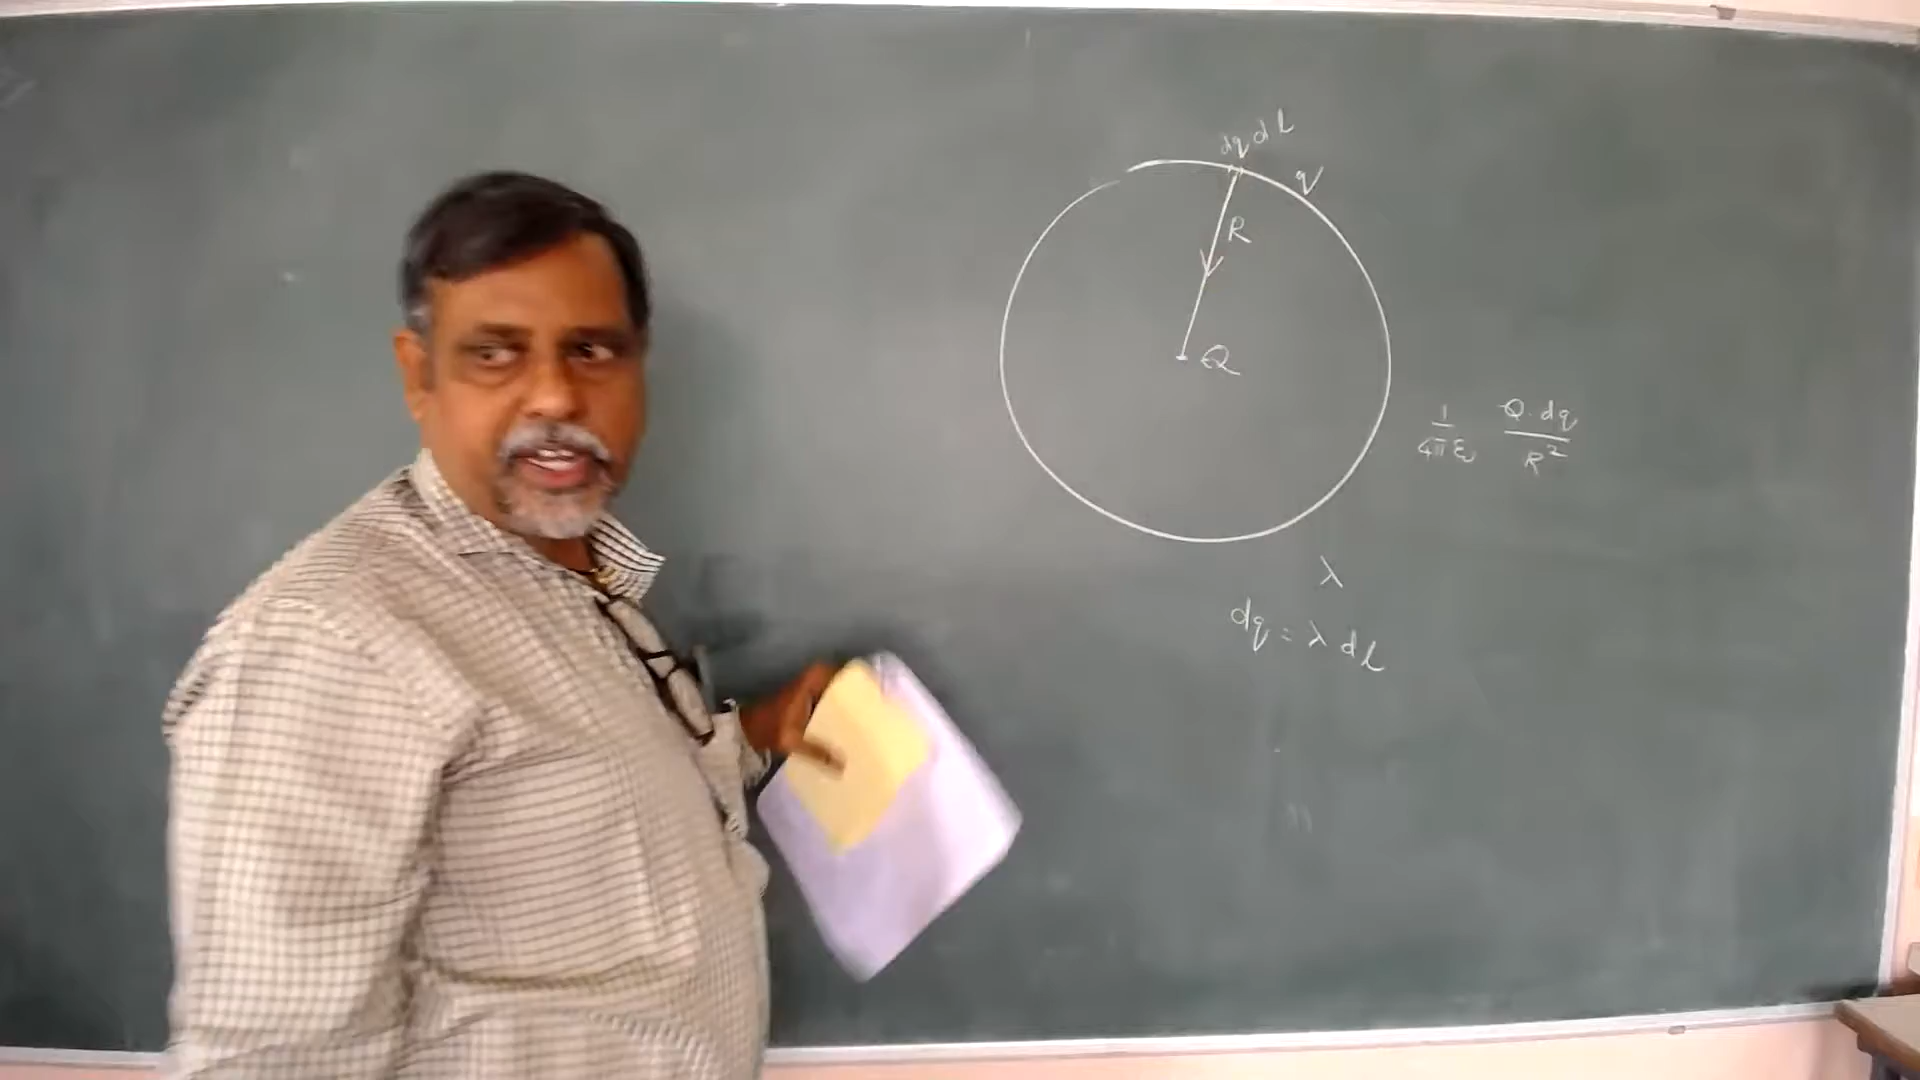 dq dl
q
R
Q
1/4πε₀ Q.dq/R²
λ
dq = λ dl